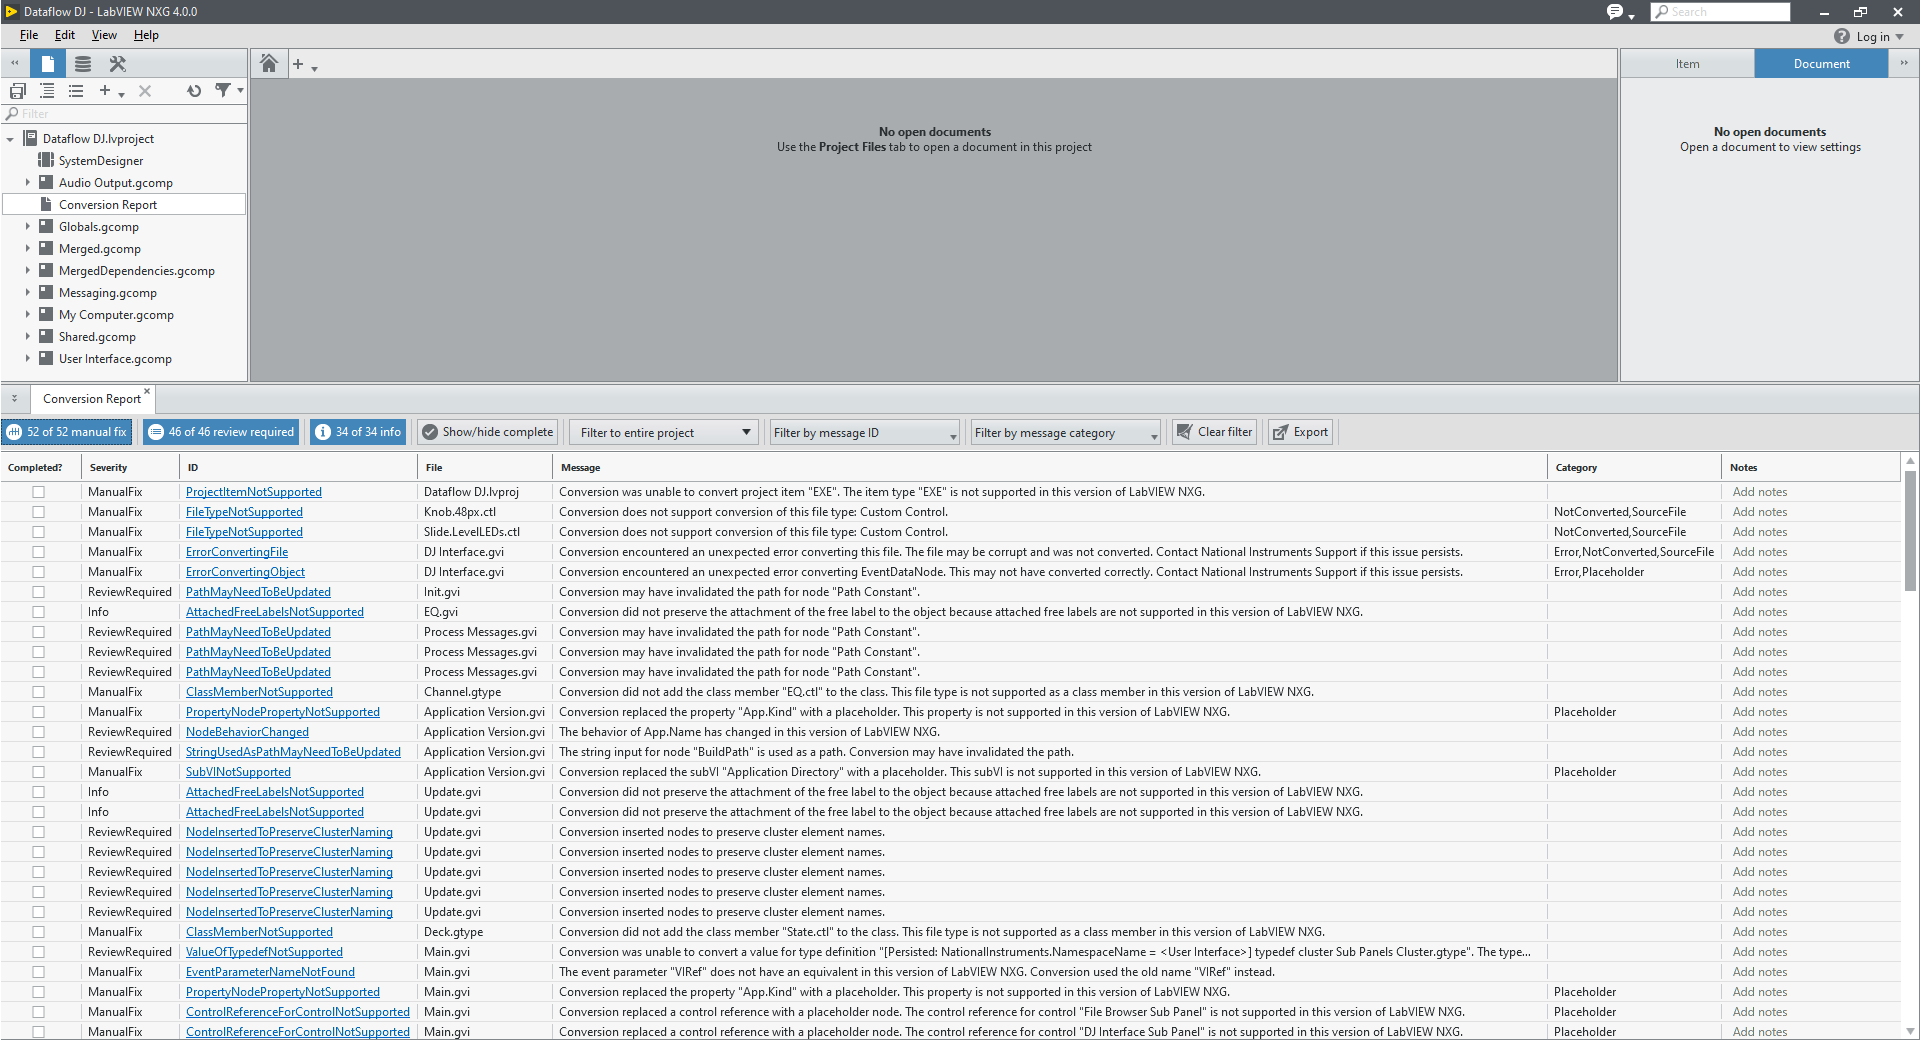 Dataflow DJ - LabVIEW NXG 4.0.0
Search
File Edit View Help
Log in
Item Document
Filter
Dataflow DJ.lvproject
SystemDesigner
Audio Output.gcomp
Conversion Report
Globals.gcomp
Merged.gcomp
MergedDependencies.gcomp
Messaging.gcomp
My Computer.gcomp
Shared.gcomp
User Interface.gcomp
No open documents
Use the Project Files tab to open a document in this project
No open documents
Open a document to view settings
Conversion Report
52 of 52 manual fix 46 of 46 review required 34 of 34 info Show/hide complete Filter to entire project Filter by message ID Filter by message category Clear filter Export
Completed? Severity ID File Message Category Notes
ManualFix ProjectItemNotSupported Dataflow DJ.lvproj Conversion was unable to convert project item "EXE". The item type "EXE" is not supported in this version of LabVIEW NXG. Add notes
ManualFix FileTypeNotSupported Knob.48px.ctl Conversion does not support conversion of this file type: Custom Control. NotConverted,SourceFile Add notes
ManualFix FileTypeNotSupported Slide.LevelLEDs.ctl Conversion does not support conversion of this file type: Custom Control. NotConverted,SourceFile Add notes
ManualFix ErrorConvertingFile DJ Interface.gvi Conversion encountered an unexpected error converting this file. The file may be corrupt and was not converted. Contact National Instruments Support if this issue persists. Error,NotConverted,SourceFile Add notes
ManualFix ErrorConvertingObject DJ Interface.gvi Conversion encountered an unexpected error converting EventDataNode. This may not have converted correctly. Contact National Instruments Support if this issue persists. Error,Placeholder Add notes
ReviewRequired PathMayNeedToBeUpdated Init.gvi Conversion may have invalidated the path for node "Path Constant". Add notes
Info AttachedFreeLabelsNotSupported EQ.gvi Conversion did not preserve the attachment of the free label to the object because attached free labels are not supported in this version of LabVIEW NXG. Add notes
ReviewRequired PathMayNeedToBeUpdated Process Messages.gvi Conversion may have invalidated the path for node "Path Constant". Add notes
ReviewRequired PathMayNeedToBeUpdated Process Messages.gvi Conversion may have invalidated the path for node "Path Constant". Add notes
ReviewRequired PathMayNeedToBeUpdated Process Messages.gvi Conversion may have invalidated the path for node "Path Constant". Add notes
ManualFix ClassMemberNotSupported Channel.gtype Conversion did not add the class member "EQ.ctl" to the class. This file type is not supported as a class member in this version of LabVIEW NXG. Add notes
ManualFix PropertyNodePropertyNotSupported Application Version.gvi Conversion replaced the property "App.Kind" with a placeholder. This property is not supported in this version of LabVIEW NXG. Placeholder Add notes
ReviewRequired NodeBehaviorChanged Application Version.gvi The behavior of App.Name has changed in this version of LabVIEW NXG. Add notes
ReviewRequired StringUsedAsPathMayNeedToBeUpdated Application Version.gvi The string input for node "BuildPath" is used as a path. Conversion may have invalidated the path. Add notes
ManualFix SubVINotSupported Application Version.gvi Conversion replaced the subVI "Application Directory" with a placeholder. This subVI is not supported in this version of LabVIEW NXG. Placeholder Add notes
Info AttachedFreeLabelsNotSupported Update.gvi Conversion did not preserve the attachment of the free label to the object because attached free labels are not supported in this version of LabVIEW NXG. Add notes
Info AttachedFreeLabelsNotSupported Update.gvi Conversion did not preserve the attachment of the free label to the object because attached free labels are not supported in this version of LabVIEW NXG. Add notes
ReviewRequired NodeInsertedToPreserveClusterNaming Update.gvi Conversion inserted nodes to preserve cluster element names. Add notes
ReviewRequired NodeInsertedToPreserveClusterNaming Update.gvi Conversion inserted nodes to preserve cluster element names. Add notes
ReviewRequired NodeInsertedToPreserveClusterNaming Update.gvi Conversion inserted nodes to preserve cluster element names. Add notes
ReviewRequired NodeInsertedToPreserveClusterNaming Update.gvi Conversion inserted nodes to preserve cluster element names. Add notes
ReviewRequired NodeInsertedToPreserveClusterNaming Update.gvi Conversion inserted nodes to preserve cluster element names. Add notes
ManualFix ClassMemberNotSupported Deck.gtype Conversion did not add the class member "State.ctl" to the class. This file type is not supported as a class member in this version of LabVIEW NXG. Add notes
ReviewRequired ValueOfTypedefNotSupported Main.gvi Conversion was unable to convert a value for type definition "[Persisted: NationalInstruments.NamespaceName = <User Interface>] typedef cluster Sub Panels Cluster.gtype". The type... Add notes
ManualFix EventParameterNameNotFound Main.gvi The event parameter "VIRef" does not have an equivalent in this version of LabVIEW NXG. Conversion used the old name "VIRef" instead. Add notes
ManualFix PropertyNodePropertyNotSupported Main.gvi Conversion replaced the property "App.Kind" with a placeholder. This property is not supported in this version of LabVIEW NXG. Placeholder Add notes
ManualFix ControlReferenceForControlNotSupported Main.gvi Conversion replaced a control reference with a placeholder node. The control reference for control "File Browser Sub Panel" is not supported in this version of LabVIEW NXG. Placeholder Add notes
ManualFix ControlReferenceForControlNotSupported Main.gvi Conversion replaced a control reference with a placeholder node. The control reference for control "DJ Interface Sub Panel" is not supported in this version of LabVIEW NXG. Placeholder Add notes